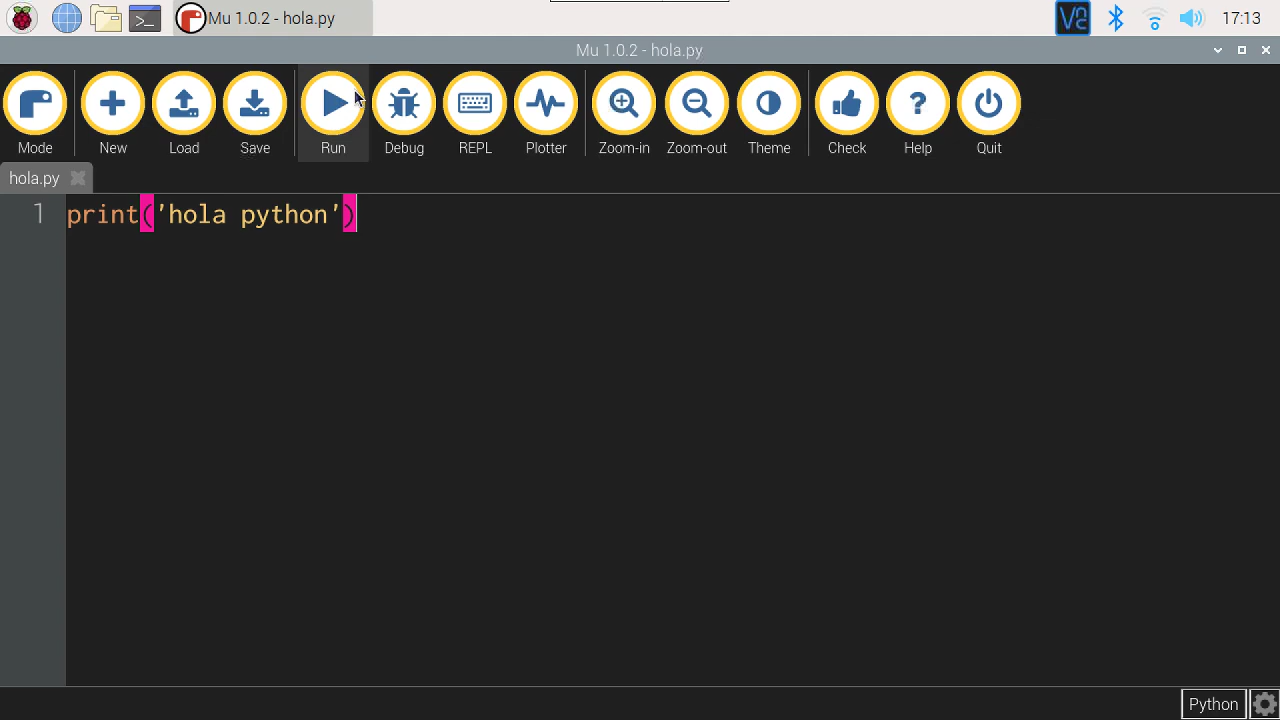 Mu 1.0.2 - hola.py
17:13
Mu 1.0.2 - hola.py
Mode New Load Save Run Debug REPL Plotter Zoom-in Zoom-out Theme Check Help Quit
hola.py
1 print('hola python')
Python